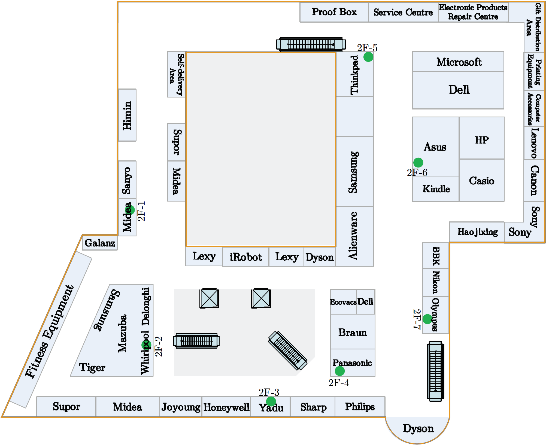 Proof Box
Service Centre
Electronic Products
Repair Centre
Gift Distribution
Area
2F-5
Self-delivery
Area
Thinkpad
Microsoft
Dell
Printing
Equipment
Computer
Accessories
Himin
Supor
Midea
Samsung
Asus
HP
Lenovo
2F-6
Kindle
Casio
Canon
Sanyo
Midea
2F-1
Alienware
Sony
Galanz
Lexy
iRobot
Lexy
Dyson
Haojixing
Sony
BBK
Nikon
Olympus
2F-7
Fitness Equipment
Samsung
Mazuba
Delonghi
Whirlpool
Tiger
2F-2
Ecovacs
Dell
Braun
Panasonic
2F-4
2F-3
Supor
Midea
Joyoung
Honeywell
Yadu
Sharp
Philips
Dyson